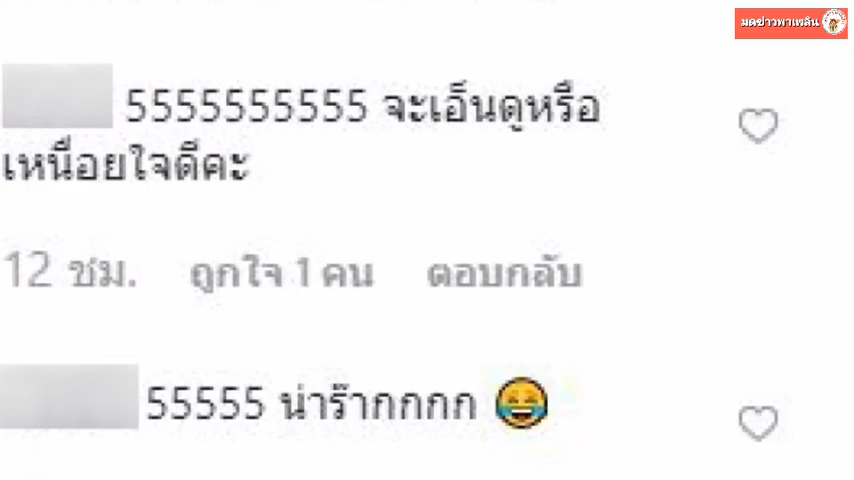 มดข่าวพาเพลิน
5555555555 จะเอ็นดูหรือ
เหนื่อยใจดีคะ
12 ชม. ถูกใจ 1 คน ตอบกลับ
55555 น่าร๊ากกกก 😂